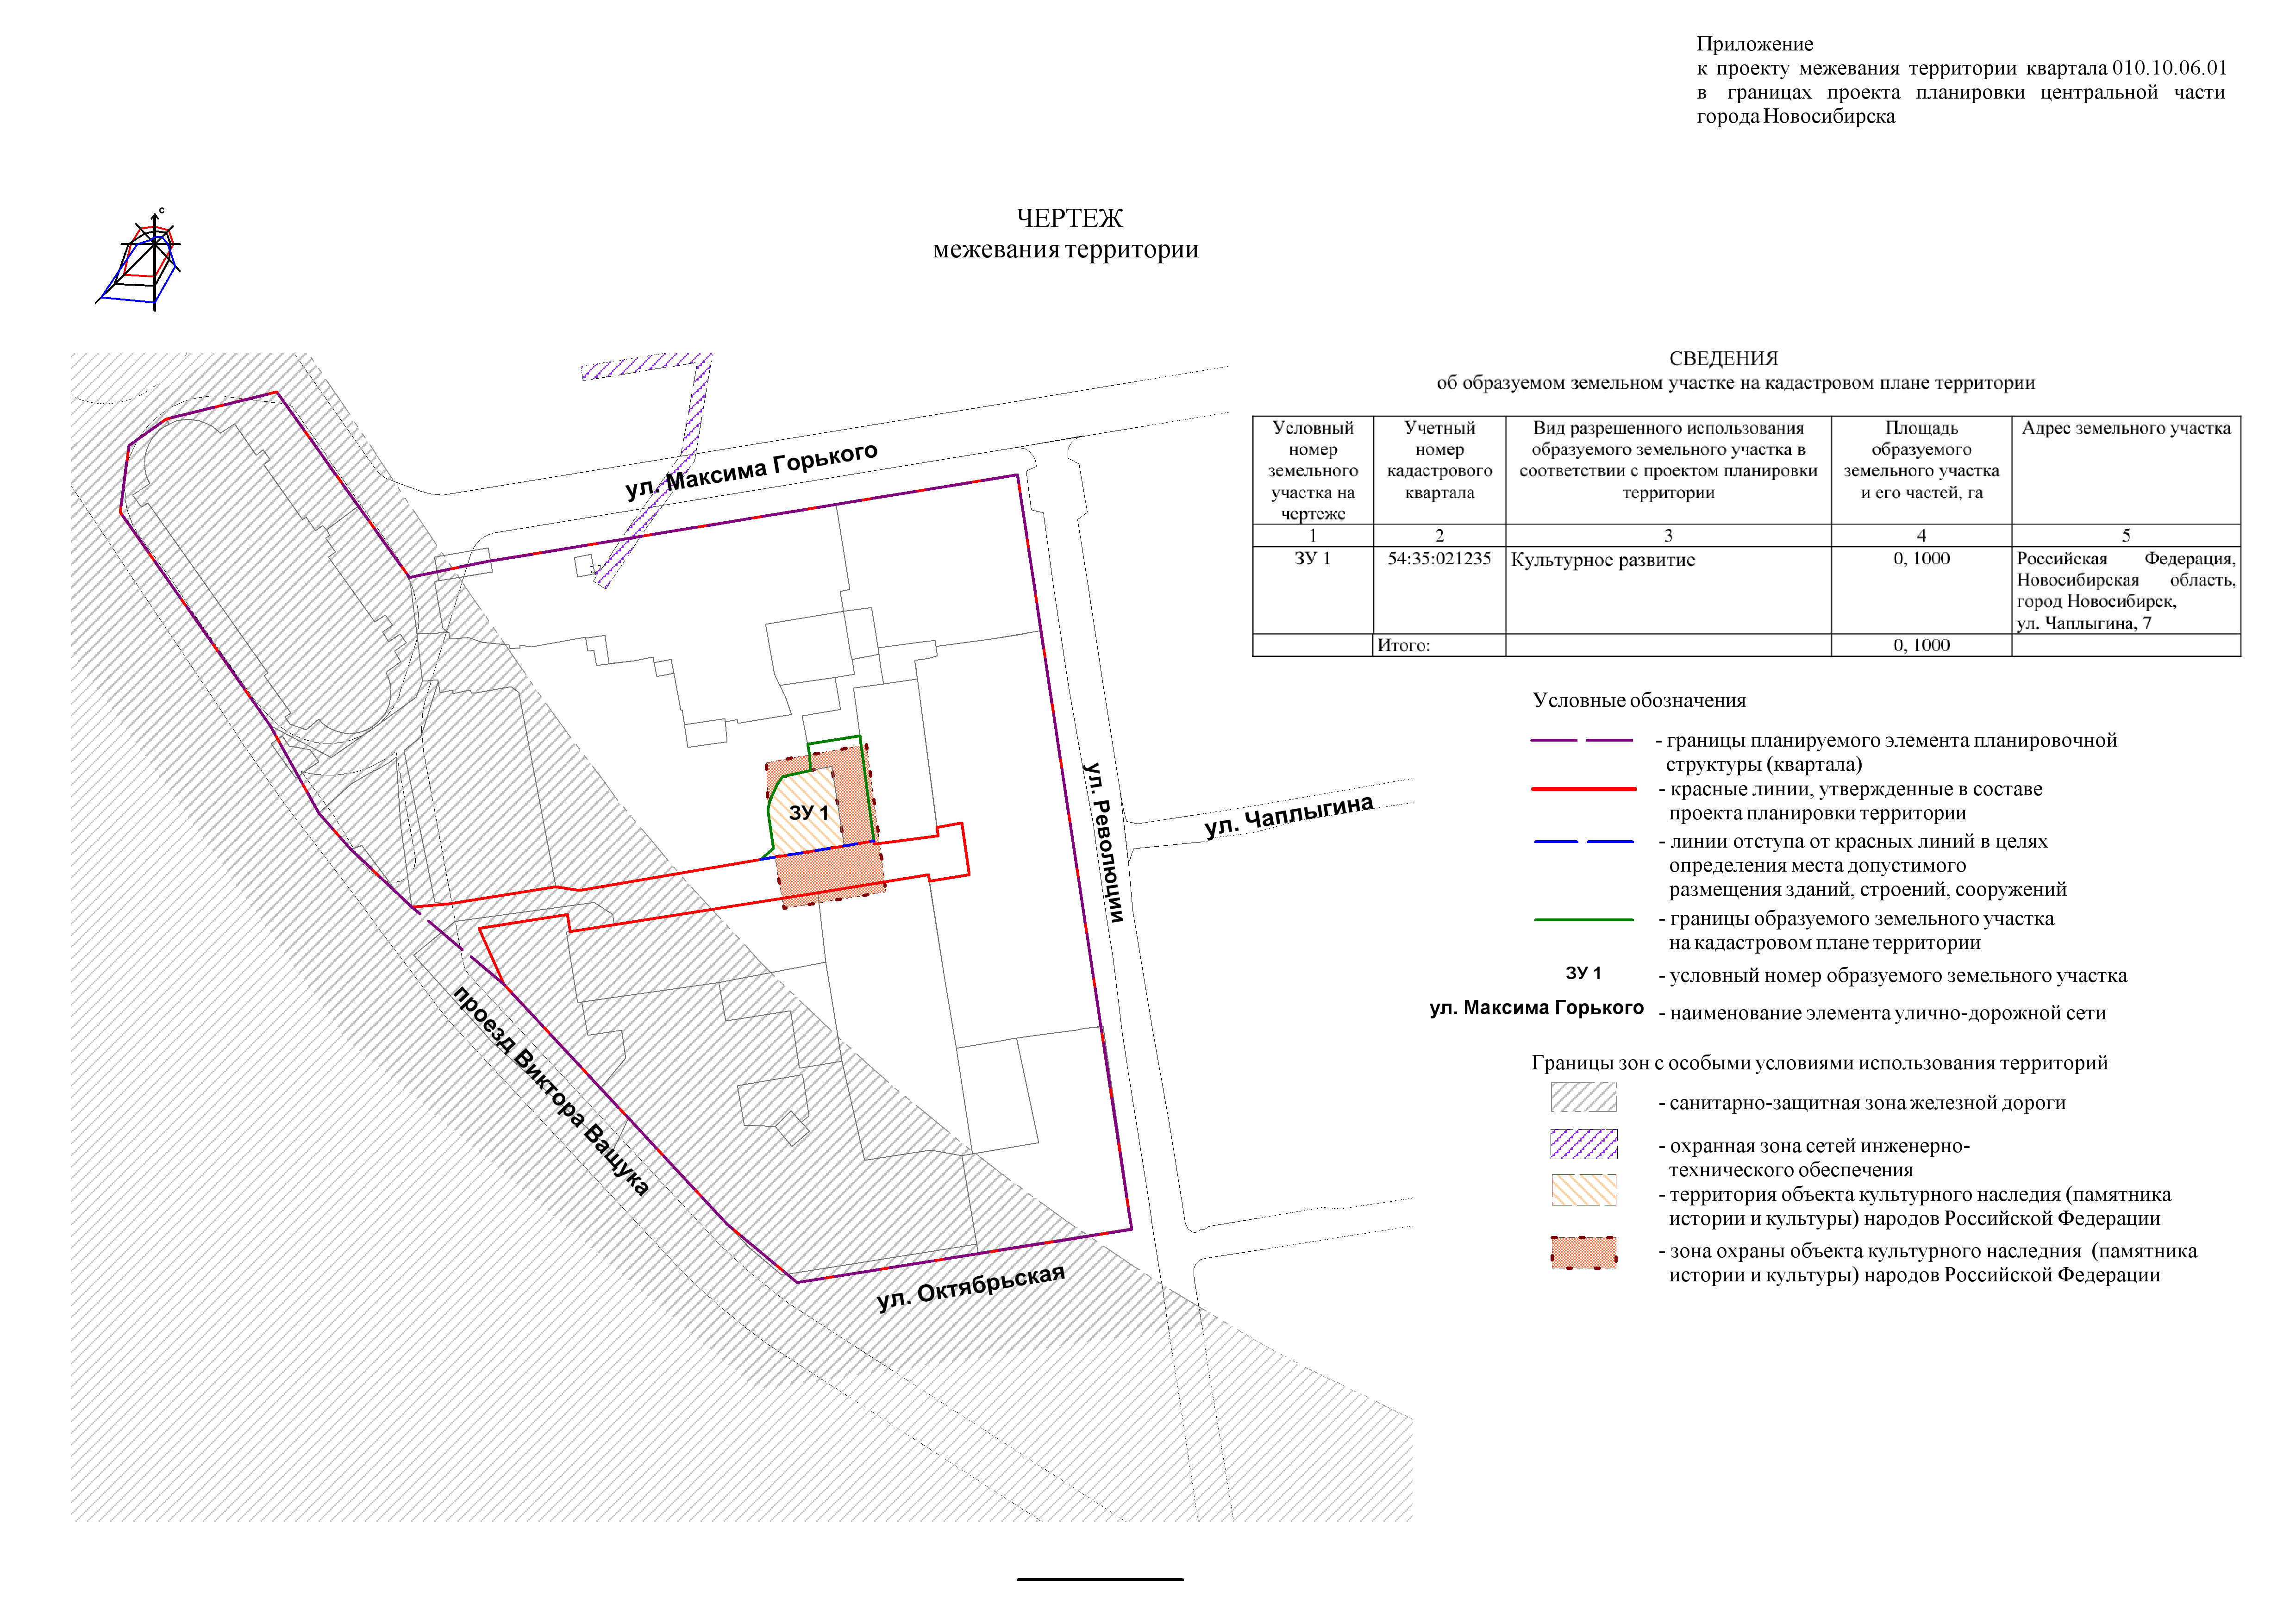 Приложение
к проекту межевания территории квартала 010.10.06.01
в границах проекта планировки центральной части
города Новосибирска
ЧЕРТЕЖ
межевания территории
с
СВЕДЕНИЯ
об образуемом земельном участке на кадастровом плане территории
Условный номер земельного участка на чертеже
Учетный номер кадастрового квартала
Вид разрешенного использования образуемого земельного участка в соответствии с проектом планировки территории
Площадь образуемого земельного участка и его частей, га
Адрес земельного участка
1 2 3 4 5
ЗУ 1 54:35:021235 Культурное развитие 0, 1000 Российская Федерация,
Новосибирская область,
город Новосибирск,
ул. Чаплыгина, 7
Итого: 0, 1000
ул. Максима Горького
ул. Революции
ул. Чаплыгина
ЗУ 1
проезд Виктора Ващука
ул. Октябрьская
Условные обозначения
- границы планируемого элемента планировочной
структуры (квартала)
- красные линии, утвержденные в составе
проекта планировки территории
- линии отступа от красных линий в целях
определения места допустимого
размещения зданий, строений, сооружений
- границы образуемого земельного участка
на кадастровом плане территории
ЗУ 1 - условный номер образуемого земельного участка
ул. Максима Горького - наименование элемента улично-дорожной сети
Границы зон с особыми условиями использования территорий
- санитарно-защитная зона железной дороги
- охранная зона сетей инженерно-
технического обеспечения
- территория объекта культурного наследия (памятника
истории и культуры) народов Российской Федерации
- зона охраны объекта культурного наследния (памятника
истории и культуры) народов Российской Федерации